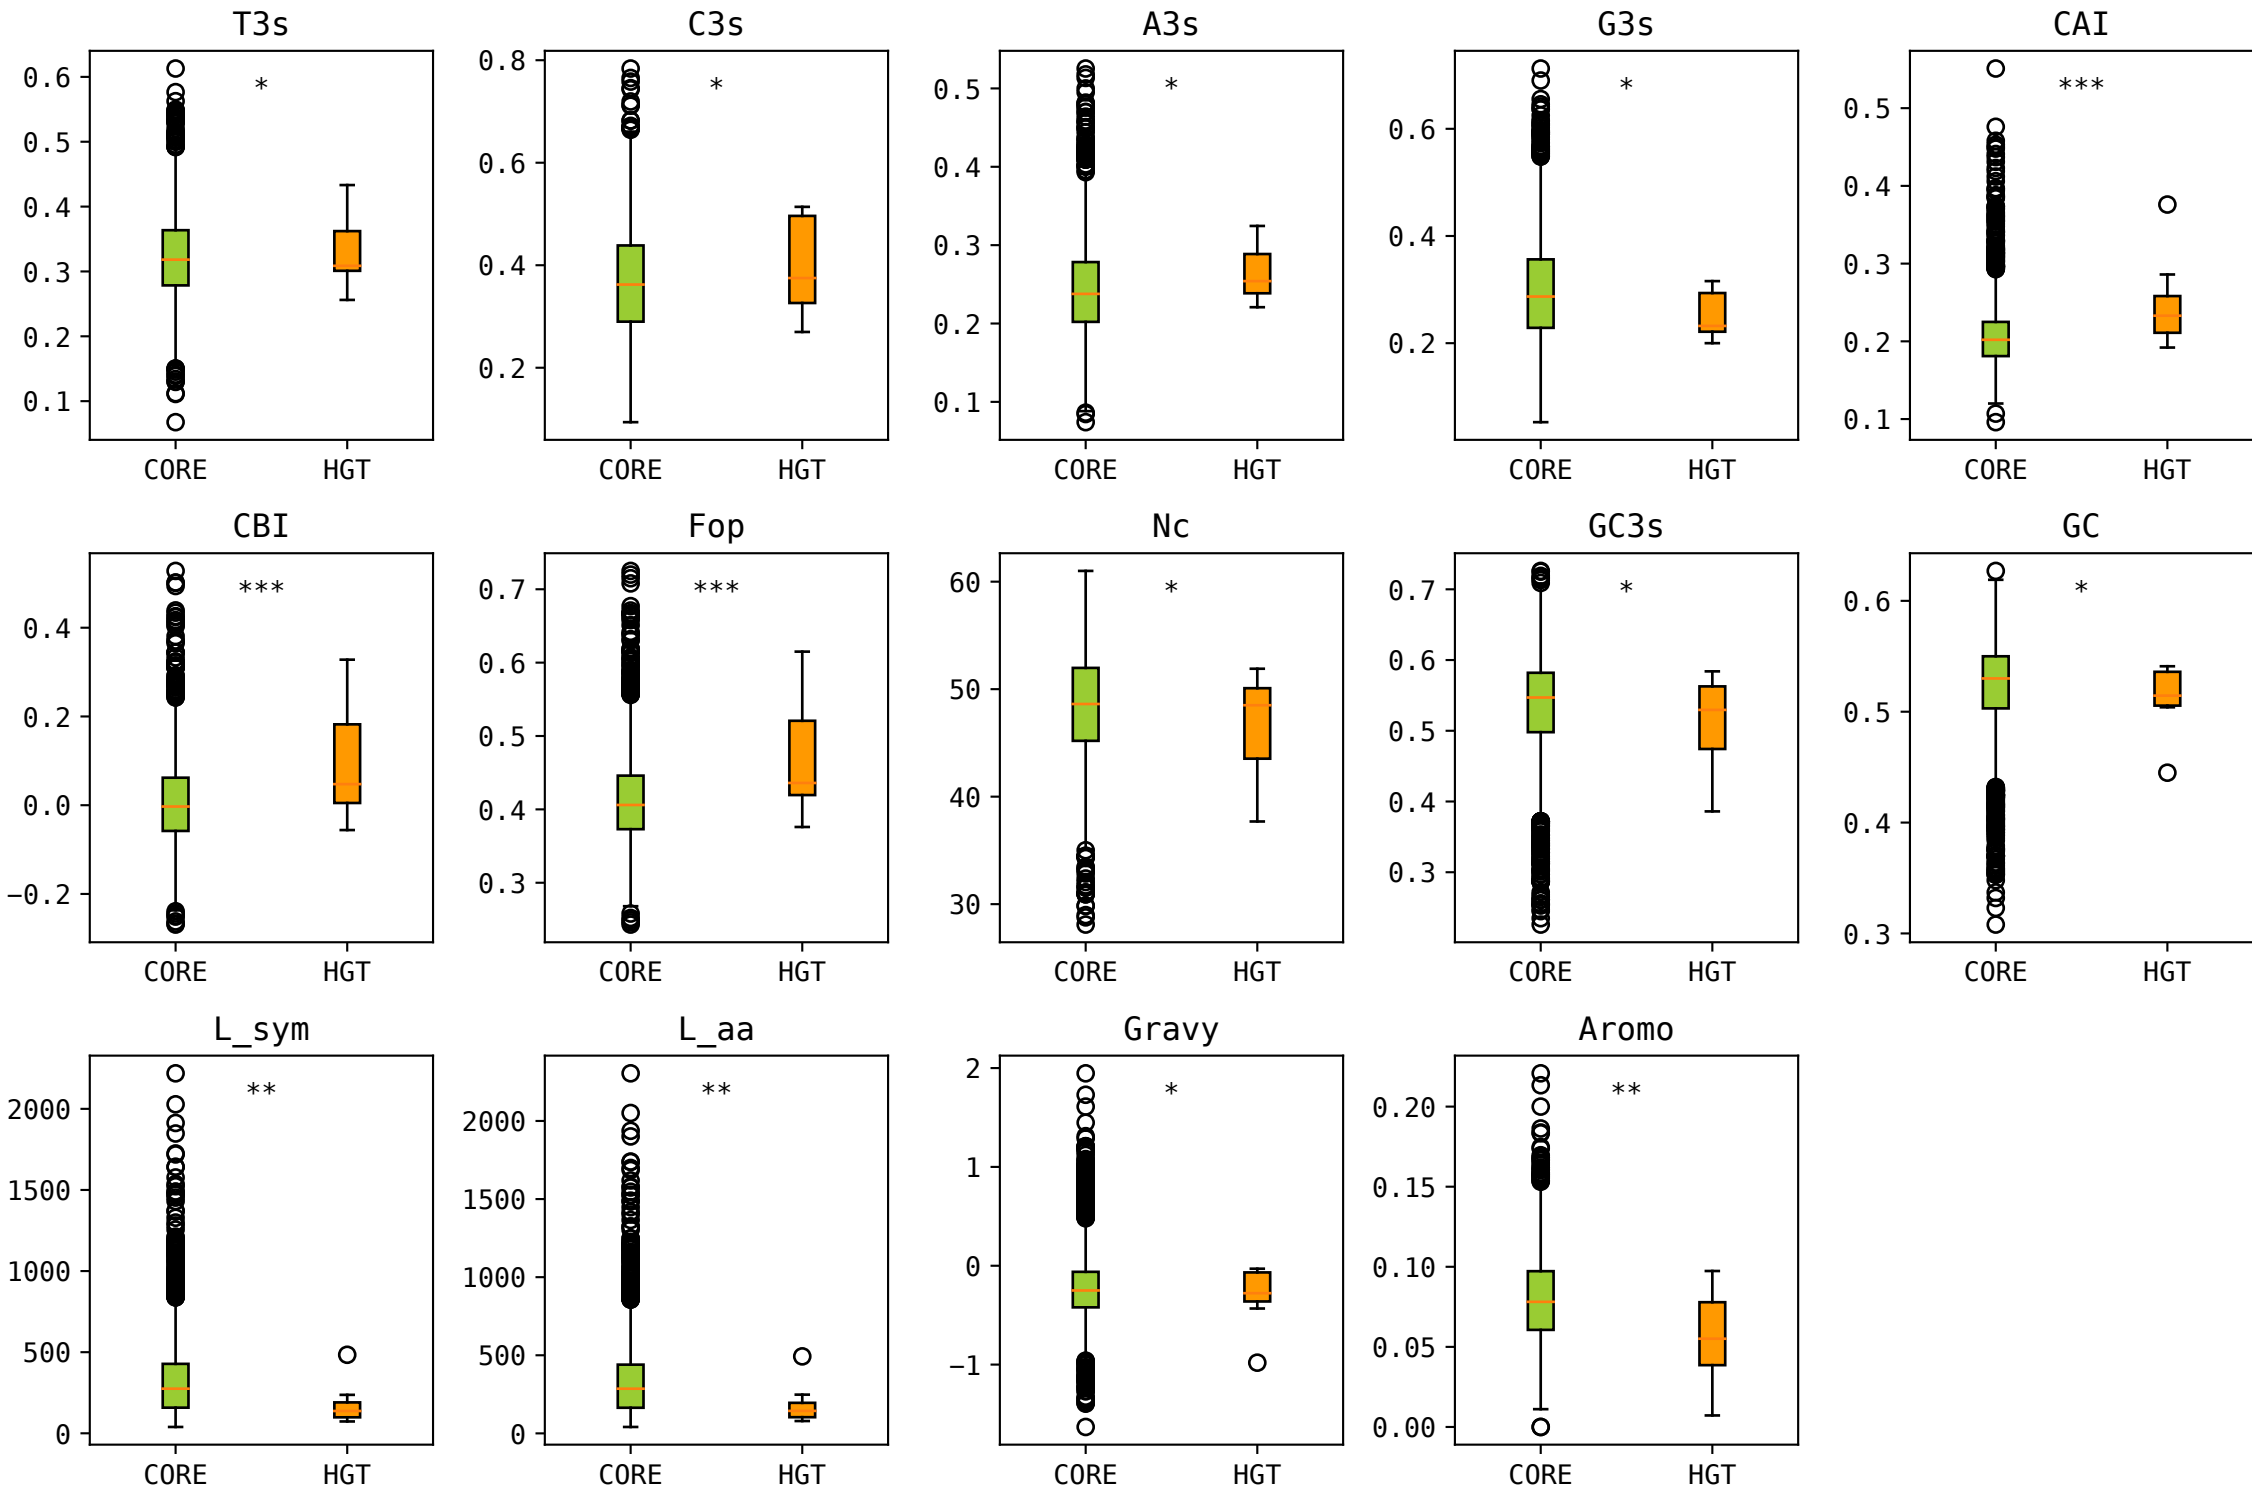 T3s C3s A3s G3s CAI
* * * * ***
0.6 0.5 0.4 0.3 0.2 0.1
0.8 0.6 0.4 0.2
0.5 0.4 0.3 0.2 0.1
0.6 0.4 0.2
0.5 0.4 0.3 0.2 0.1
CORE HGT CORE HGT CORE HGT CORE HGT CORE HGT
CBI Fop Nc GC3s GC
*** *** * * *
0.4 0.2 0.0 −0.2
0.7 0.6 0.5 0.4 0.3
60 50 40 30
0.7 0.6 0.5 0.4 0.3
0.6 0.5 0.4 0.3
CORE HGT CORE HGT CORE HGT CORE HGT CORE HGT
L_sym L_aa Gravy Aromo
** ** * **
2000 1500 1000 500 0
2000 1500 1000 500 0
2 1 0 −1
0.20 0.15 0.10 0.05 0.00
CORE HGT CORE HGT CORE HGT CORE HGT